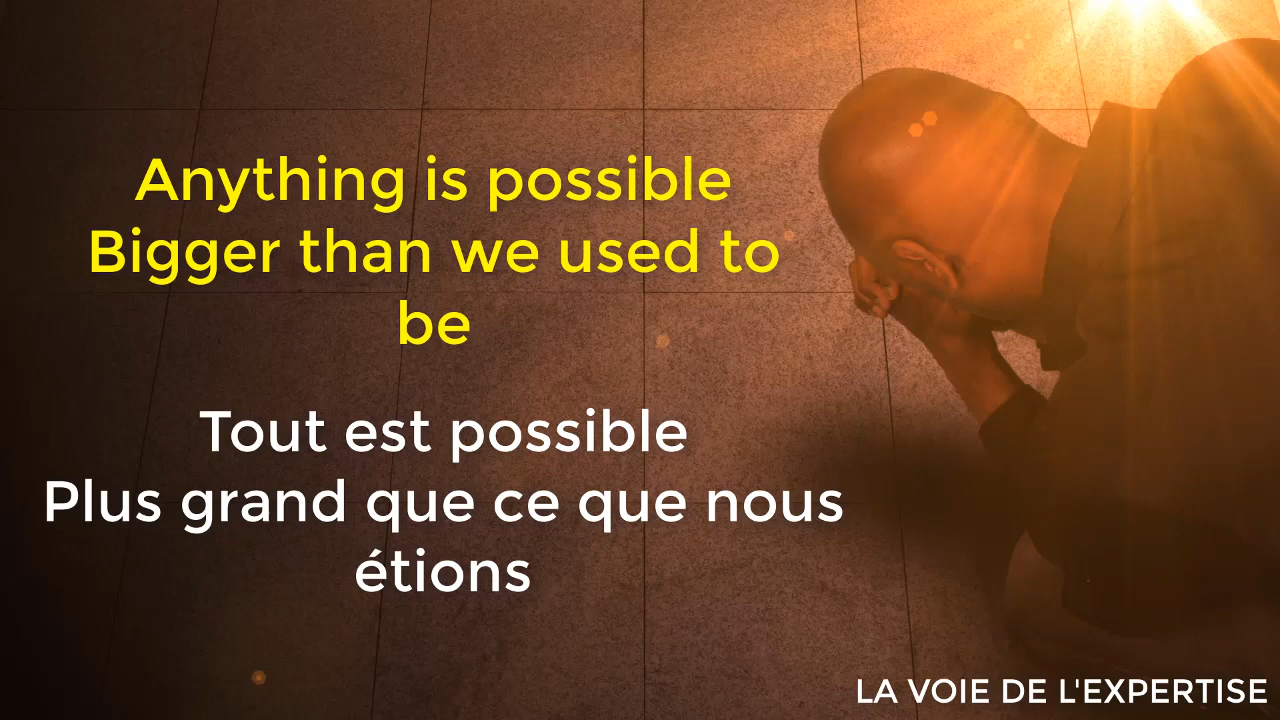 Anything is possible
Bigger than we used to
be
Tout est possible
Plus grand que ce que nous
étions
LA VOIE DE L'EXPERTISE